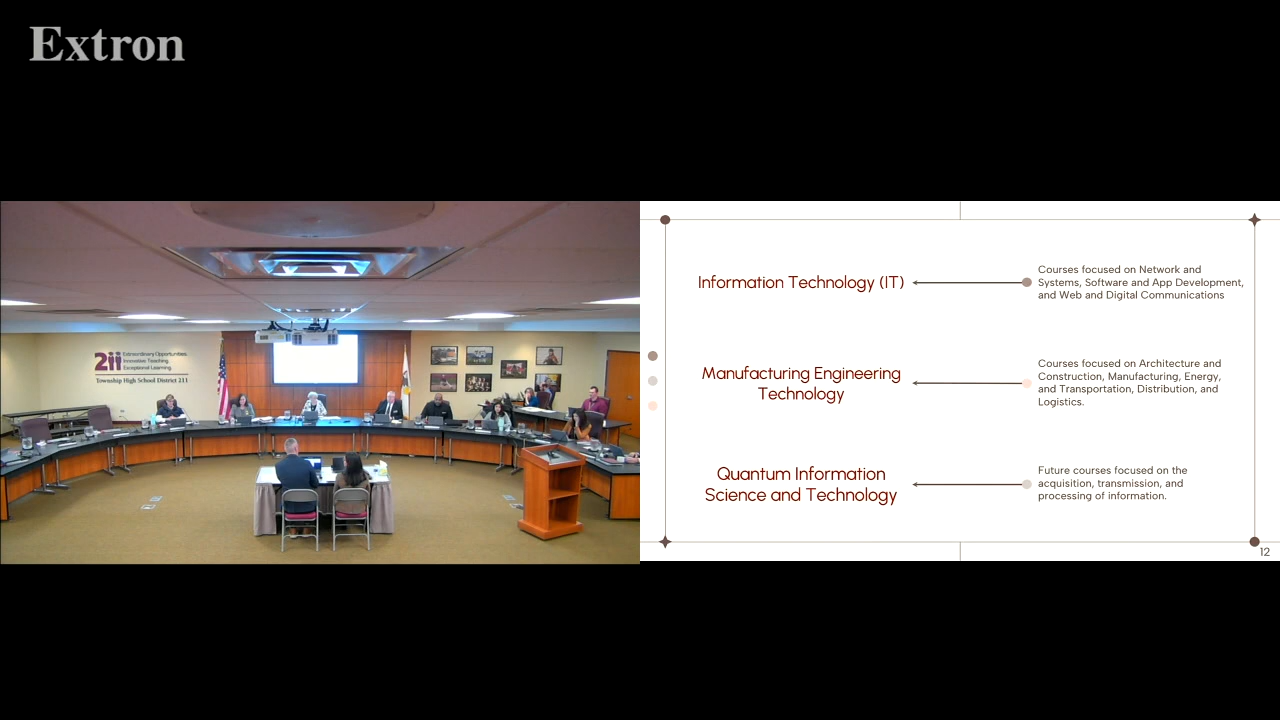 Extron
211
Extraordinary Opportunities.
Innovative Teaching.
Exceptional Learning.
Township High School District 211
Information Technology (IT)
Courses focused on Network and
Systems, Software and App Development,
and Web and Digital Communications
Manufacturing Engineering
Technology
Courses focused on Architecture and
Construction, Manufacturing, Energy,
and Transportation, Distribution, and
Logistics.
Quantum Information
Science and Technology
Future courses focused on the
acquisition, transmission, and
processing of information.
12